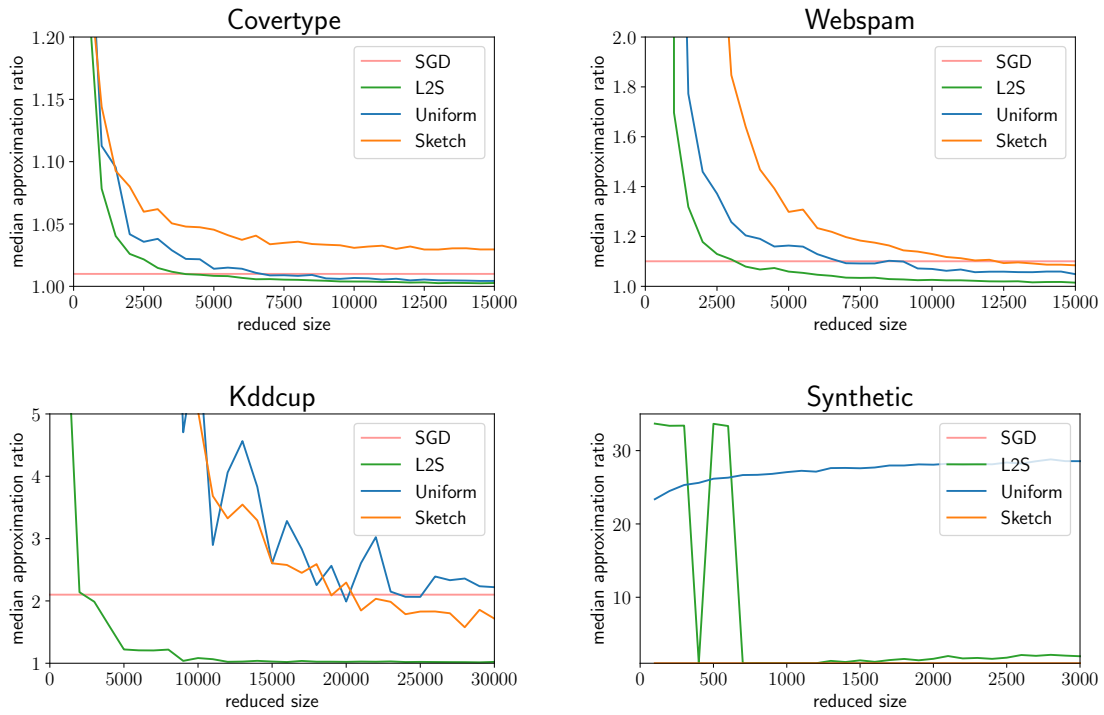 Covertype
1.20
1.15
1.10
1.05
1.00
median approximation ratio
0
2500
5000
7500
10000
12500
15000
reduced size
SGD
L2S
Uniform
Sketch
Webspam
2.0
1.8
1.6
1.4
1.2
1.0
median approximation ratio
0
2500
5000
7500
10000
12500
15000
reduced size
SGD
L2S
Uniform
Sketch
Kddcup
5
4
3
2
1
median approximation ratio
0
5000
10000
15000
20000
25000
30000
reduced size
SGD
L2S
Uniform
Sketch
Synthetic
30
20
10
median approximation ratio
0
500
1000
1500
2000
2500
3000
reduced size
SGD
L2S
Uniform
Sketch